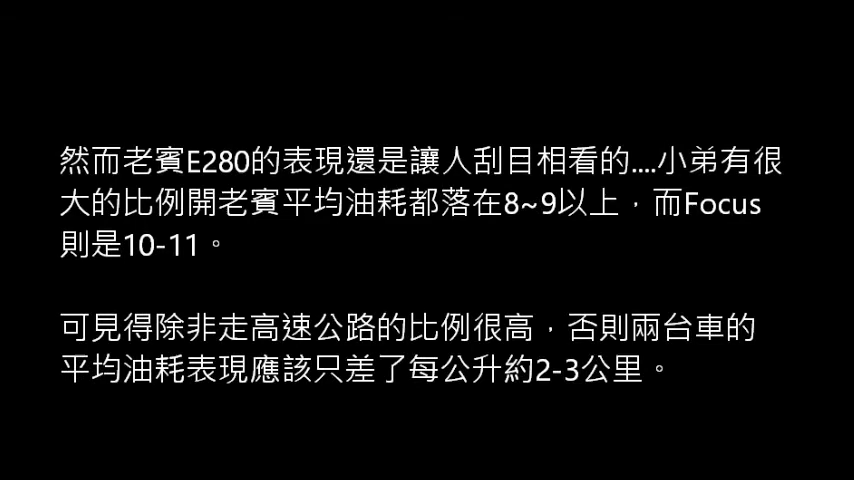 然而老賓E280的表現還是讓人刮目相看的....小弟有很
大的比例開老賓平均油耗都落在8~9以上，而Focus
則是10-11。
可見得除非走高速公路的比例很高，否則兩台車的
平均油耗表現應該只差了每公升約2-3公里。